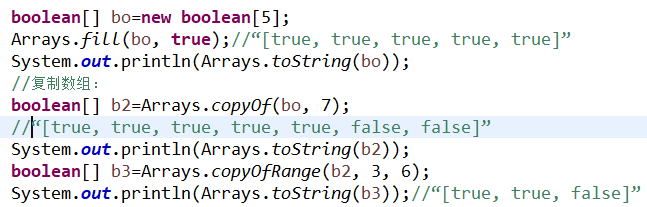 boolean[] bo=new boolean[5];
Arrays.fill(bo, true);//“[true, true, true, true, true]”
System.out.println(Arrays.toString(bo));
//复制数组：
boolean[] b2=Arrays.copyOf(bo, 7);
//“[true, true, true, true, true, false, false]”
System.out.println(Arrays.toString(b2));
boolean[] b3=Arrays.copyOfRange(b2, 3, 6);
System.out.println(Arrays.toString(b3));//“[true, true, false]”